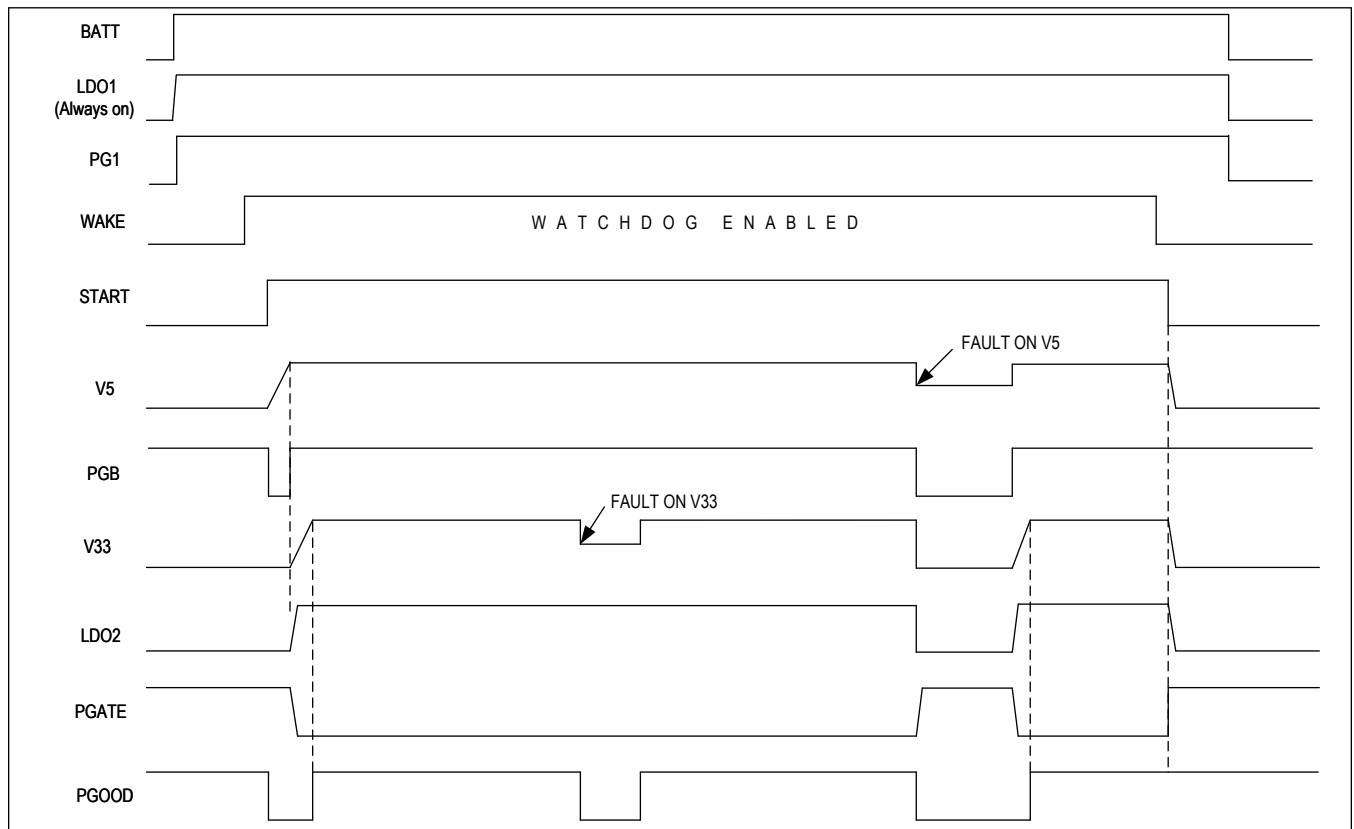 BATT
LDO1
(Always on)
PG1
WAKE
WATCHDOG ENABLED
START
FAULT ON V5
V5
PGB
FAULT ON V33
V33
LDO2
PGATE
PGOOD